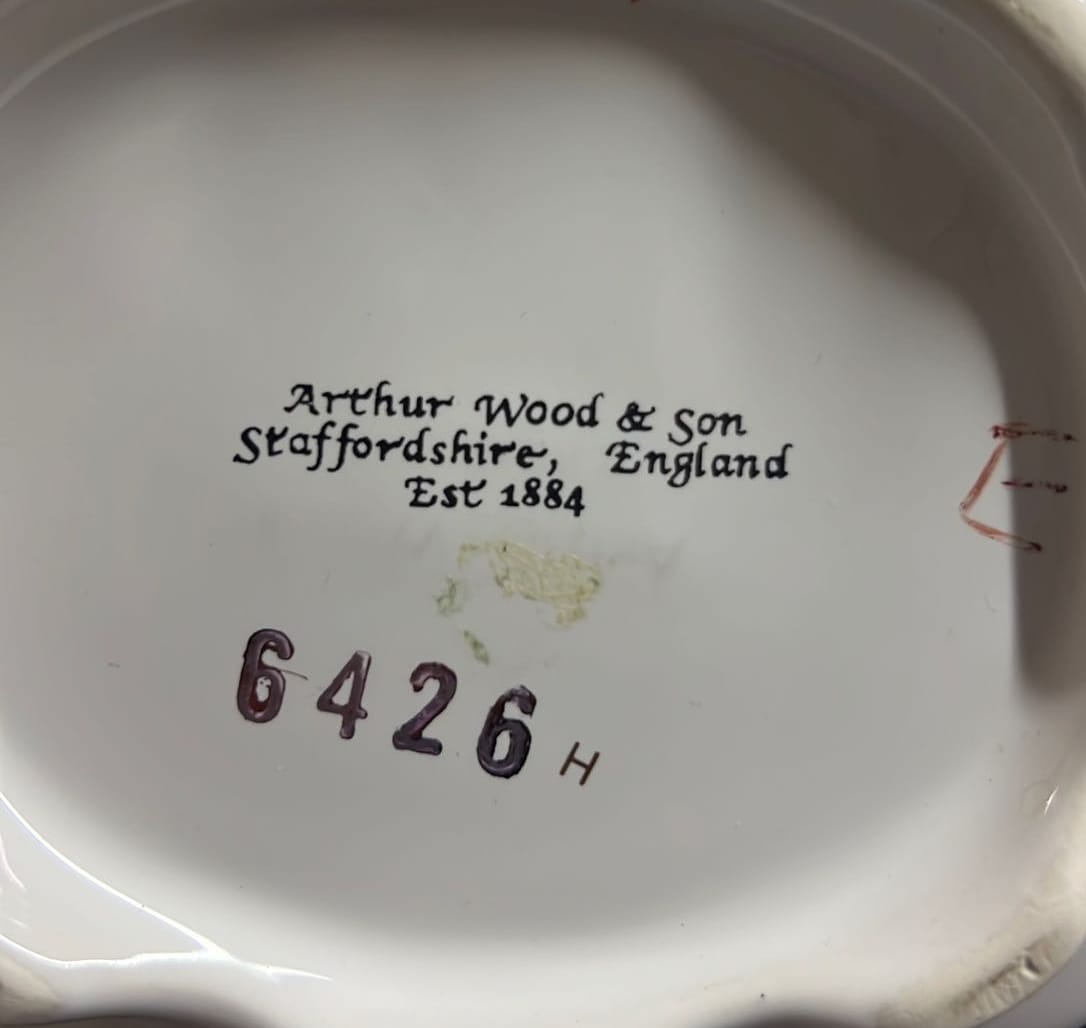 Arthur Wood & Son
Staffordshire, England
Est 1884
6426 H
E